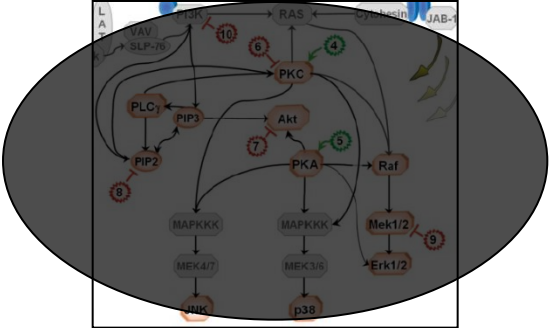 L
A
T
PI3K
RAS
Cytohesin
JAB-1
VAV
SLP-76
10
6
4
PKC
PLCγ
PIP3
Akt
7
5
PIP2
PKA
Raf
8
MAPKKK
MAPKKK
Mek1/2
9
MEK4/7
MEK3/6
Erk1/2
JNK
p38